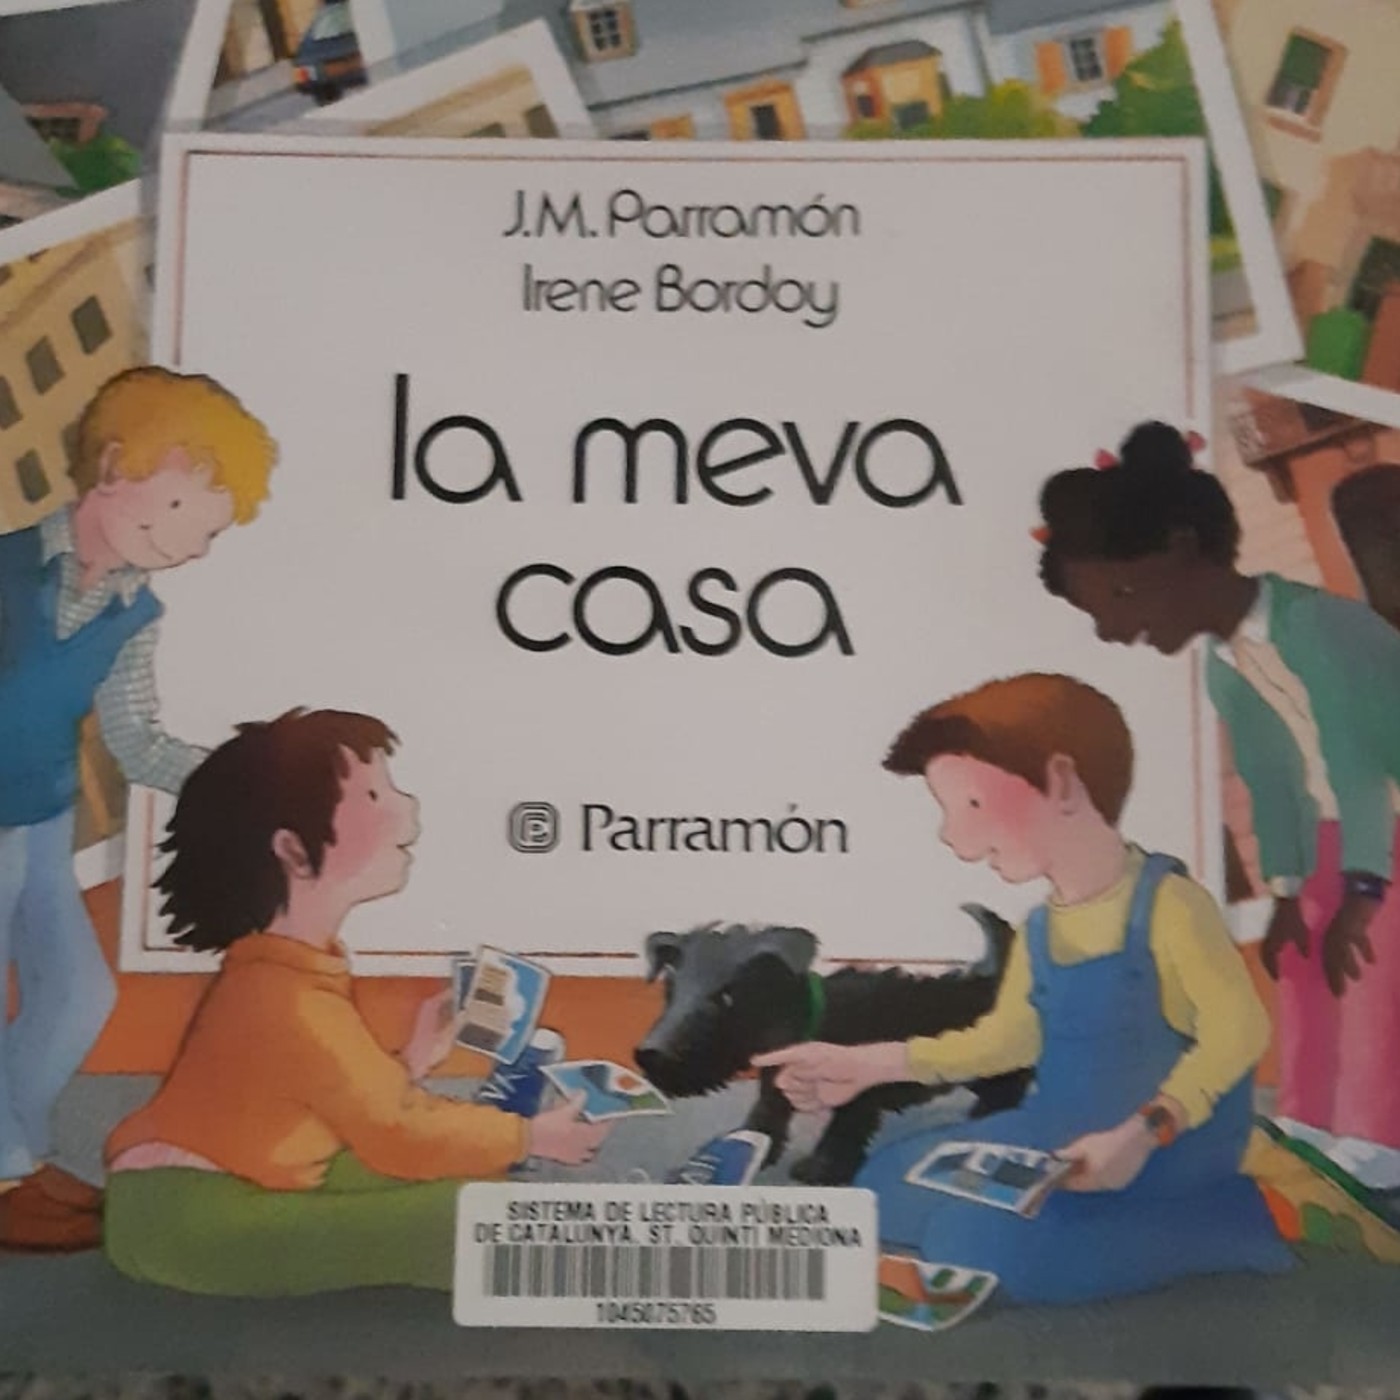 J.M. Parramón
Irene Bordoy
la meva
casa
Parramón
SISTEMA DE LECTURA PÚBLICA
DE CATALUNYA. ST. QUINTI MEDIONA
1045075765